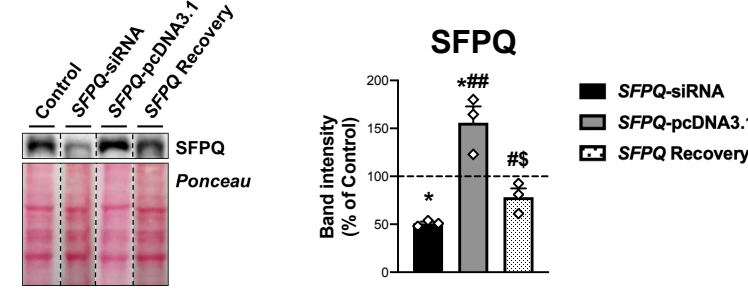 Control
SFPQ-siRNA
SFPQ-pcDNA3.1
SFPQ Recovery
SFPQ
Ponceau
SFPQ
Band intensity
(% of Control)
200
150
100
50
0
*
*##
#$
SFPQ-siRNA
SFPQ-pcDNA3.1
SFPQ Recovery